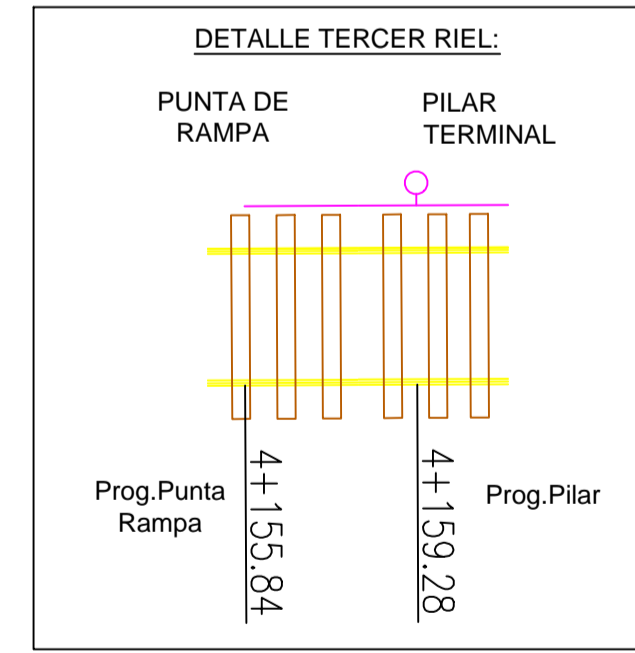 DETALLE TERCER RIEL:
PUNTA DE
RAMPA
PILAR
TERMINAL
Prog.Punta
Rampa
4+155.84
4+159.28
Prog.Pilar